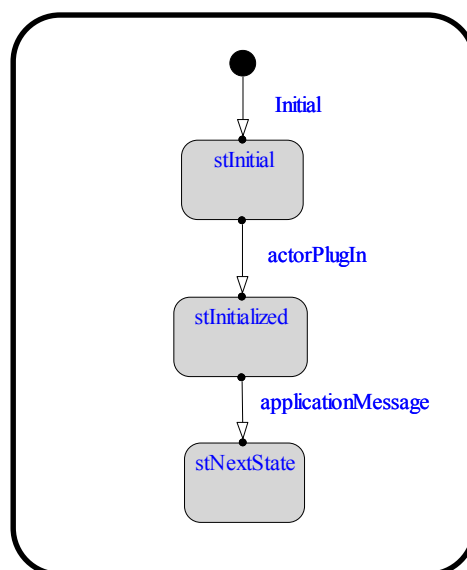 Initial
stInitial
actorPlugIn
stInitialized
applicationMessage
stNextState